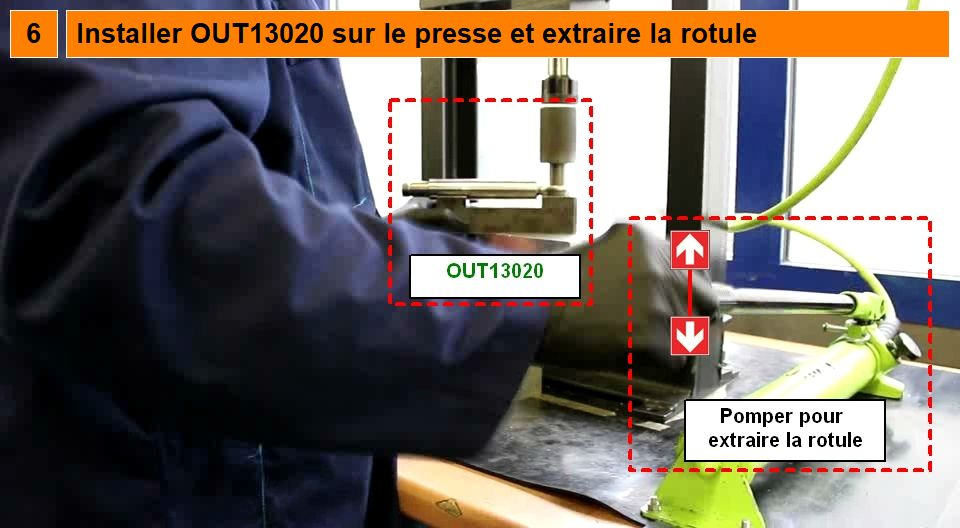 6
Installer OUT13020 sur le presse et extraire la rotule
OUT13020
Pomper pour
extraire la rotule